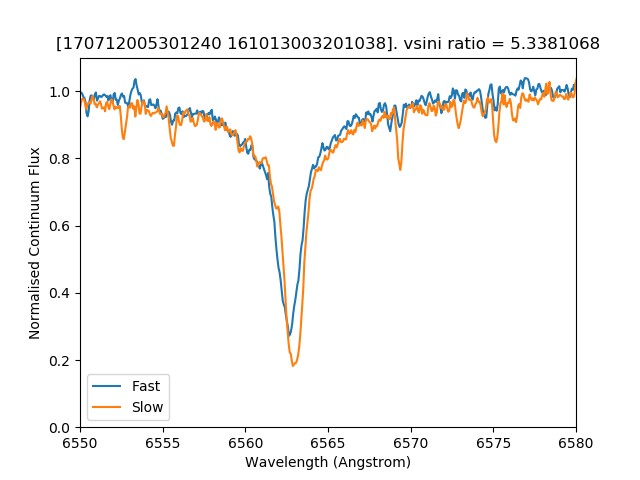 [170712005301240 161013003201038]. vsini ratio = 5.3381068
Normalised Continuum Flux
1.0
0.8
0.6
0.4
0.2
0.0
Fast
Slow
6550 6555 6560 6565 6570 6575 6580
Wavelength (Angstrom)